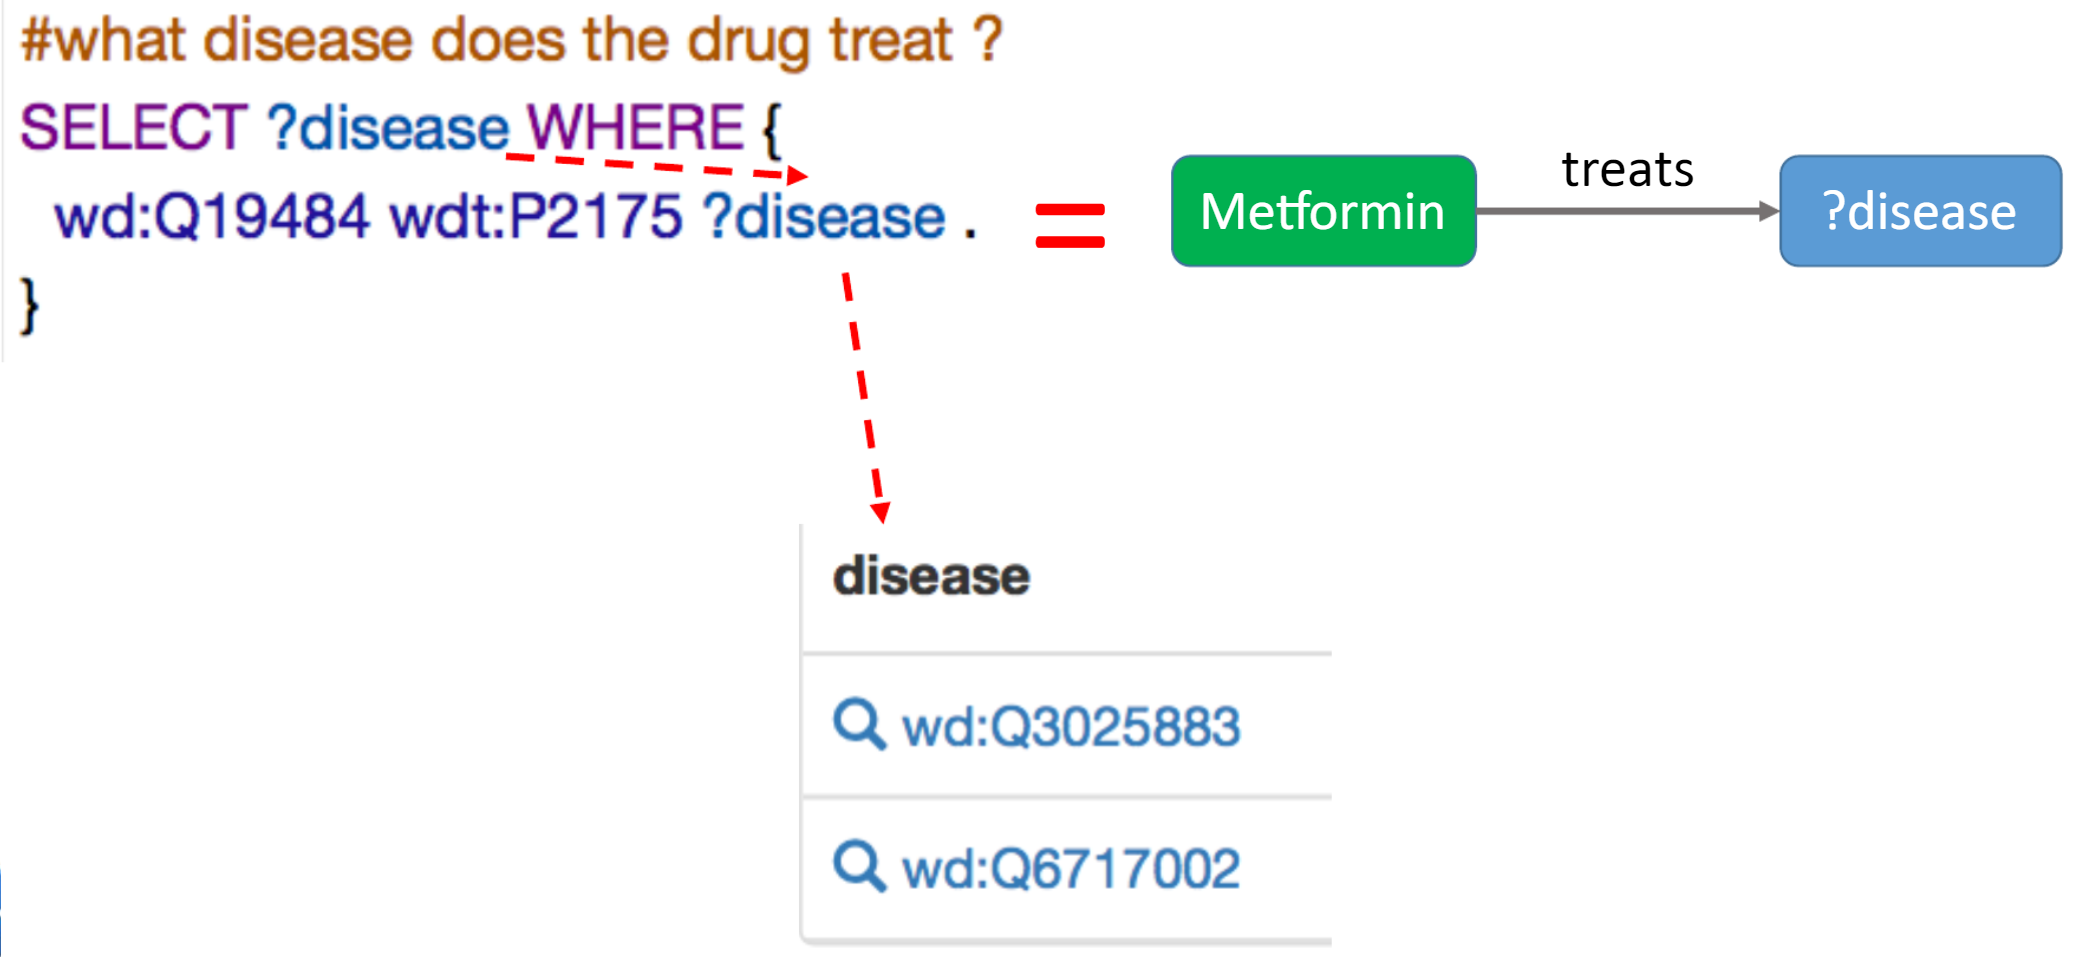 #what disease does the drug treat ?
SELECT ?disease WHERE {
wd:Q19484 wdt:P2175 ?disease .
}
=
Metformin
treats
?disease
disease
wd:Q3025883
wd:Q6717002